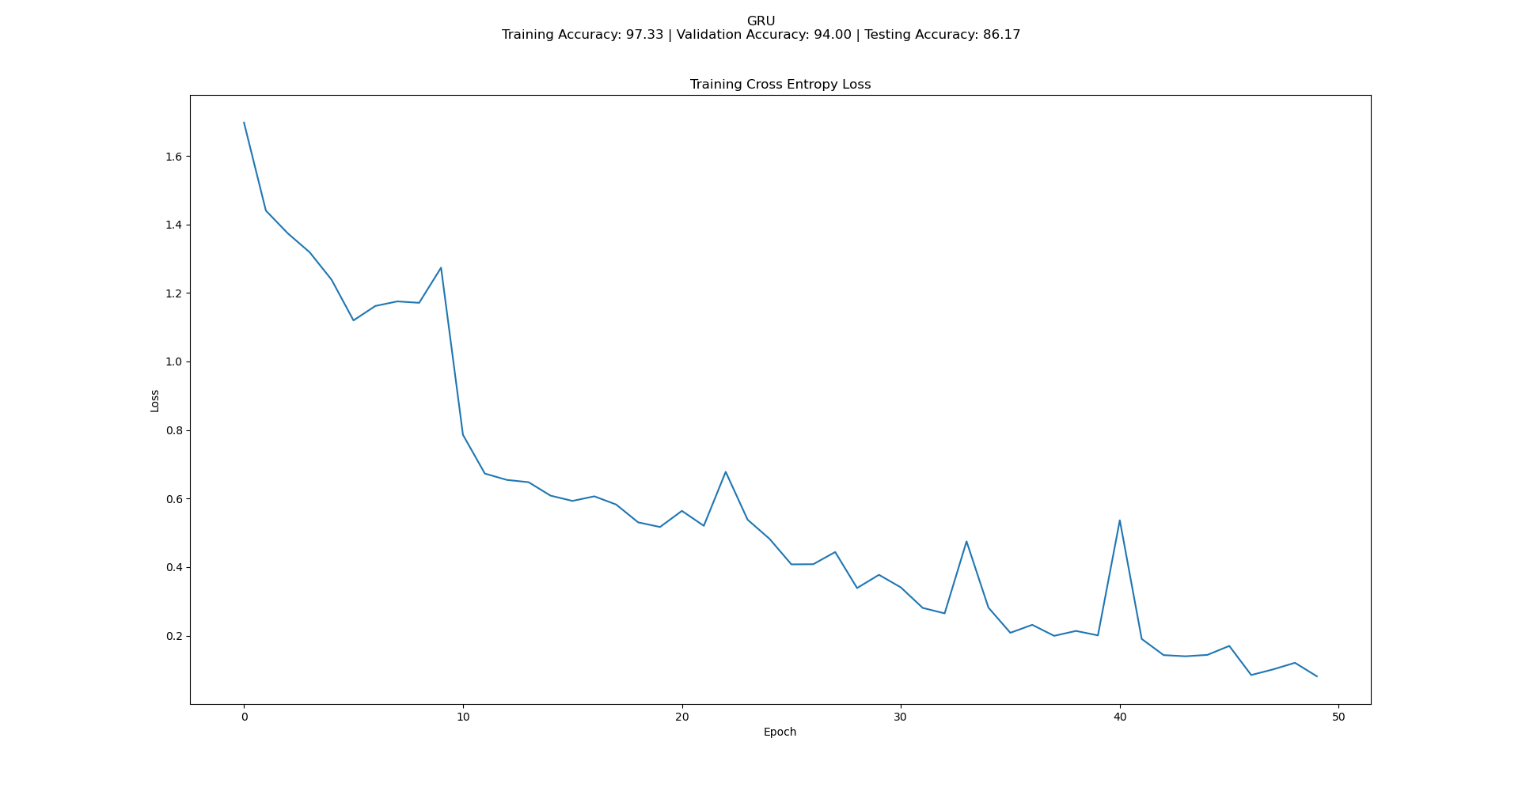 GRU
Training Accuracy: 97.33 | Validation Accuracy: 94.00 | Testing Accuracy: 86.17
Training Cross Entropy Loss
1.6
1.4
1.2
1.0
0.8
0.6
0.4
0.2
Loss
0 10 20 30 40 50
Epoch